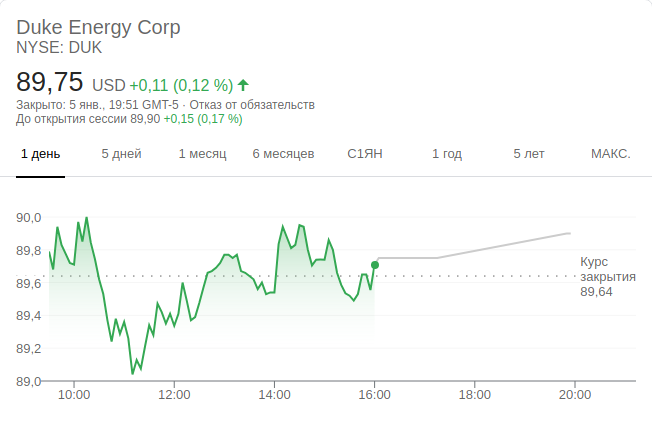 Duke Energy Corp
NYSE: DUK
89,75 USD +0,11 (0,12 %)
Закрыто: 5 янв., 19:51 GMT-5 · Отказ от обязательств
До открытия сессии 89,90 +0,15 (0,17 %)
1 день 5 дней 1 месяц 6 месяцев С1ЯН 1 год 5 лет МАКС.
90,0
89,8
89,6
89,4
89,2
89,0
Курс
закрытия
89,64
10:00 12:00 14:00 16:00 18:00 20:00